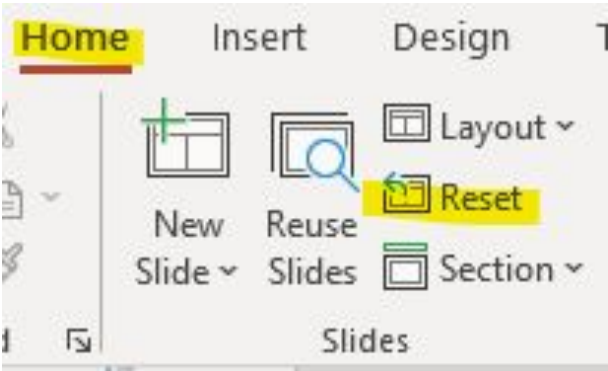 Home Insert Design
Layout
Reset
New Reuse
Slide Slides Section
Slides